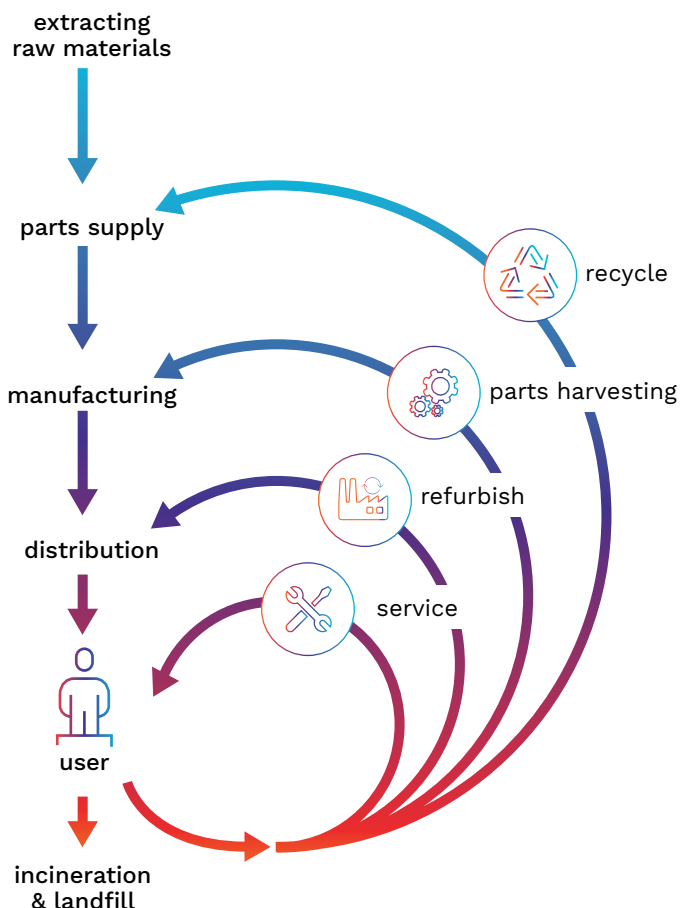 extracting
raw materials
parts supply
recycle
manufacturing
parts harvesting
refurbish
distribution
service
user
incineration
& landfill